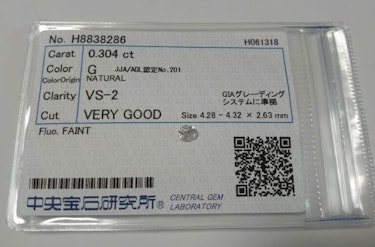 No. H8838286 H061318
Carat 0.304 ct
Color G JJA/AGL認定No.201
ColorOrigin NATURAL
Clarity VS-2 GIAグレーディング
システムに準拠
Cut VERY GOOD Size 4.28 - 4.32 × 2.63 mm
Fluo. FAINT
中央宝石研究所® CENTRAL GEM
LABORATORY